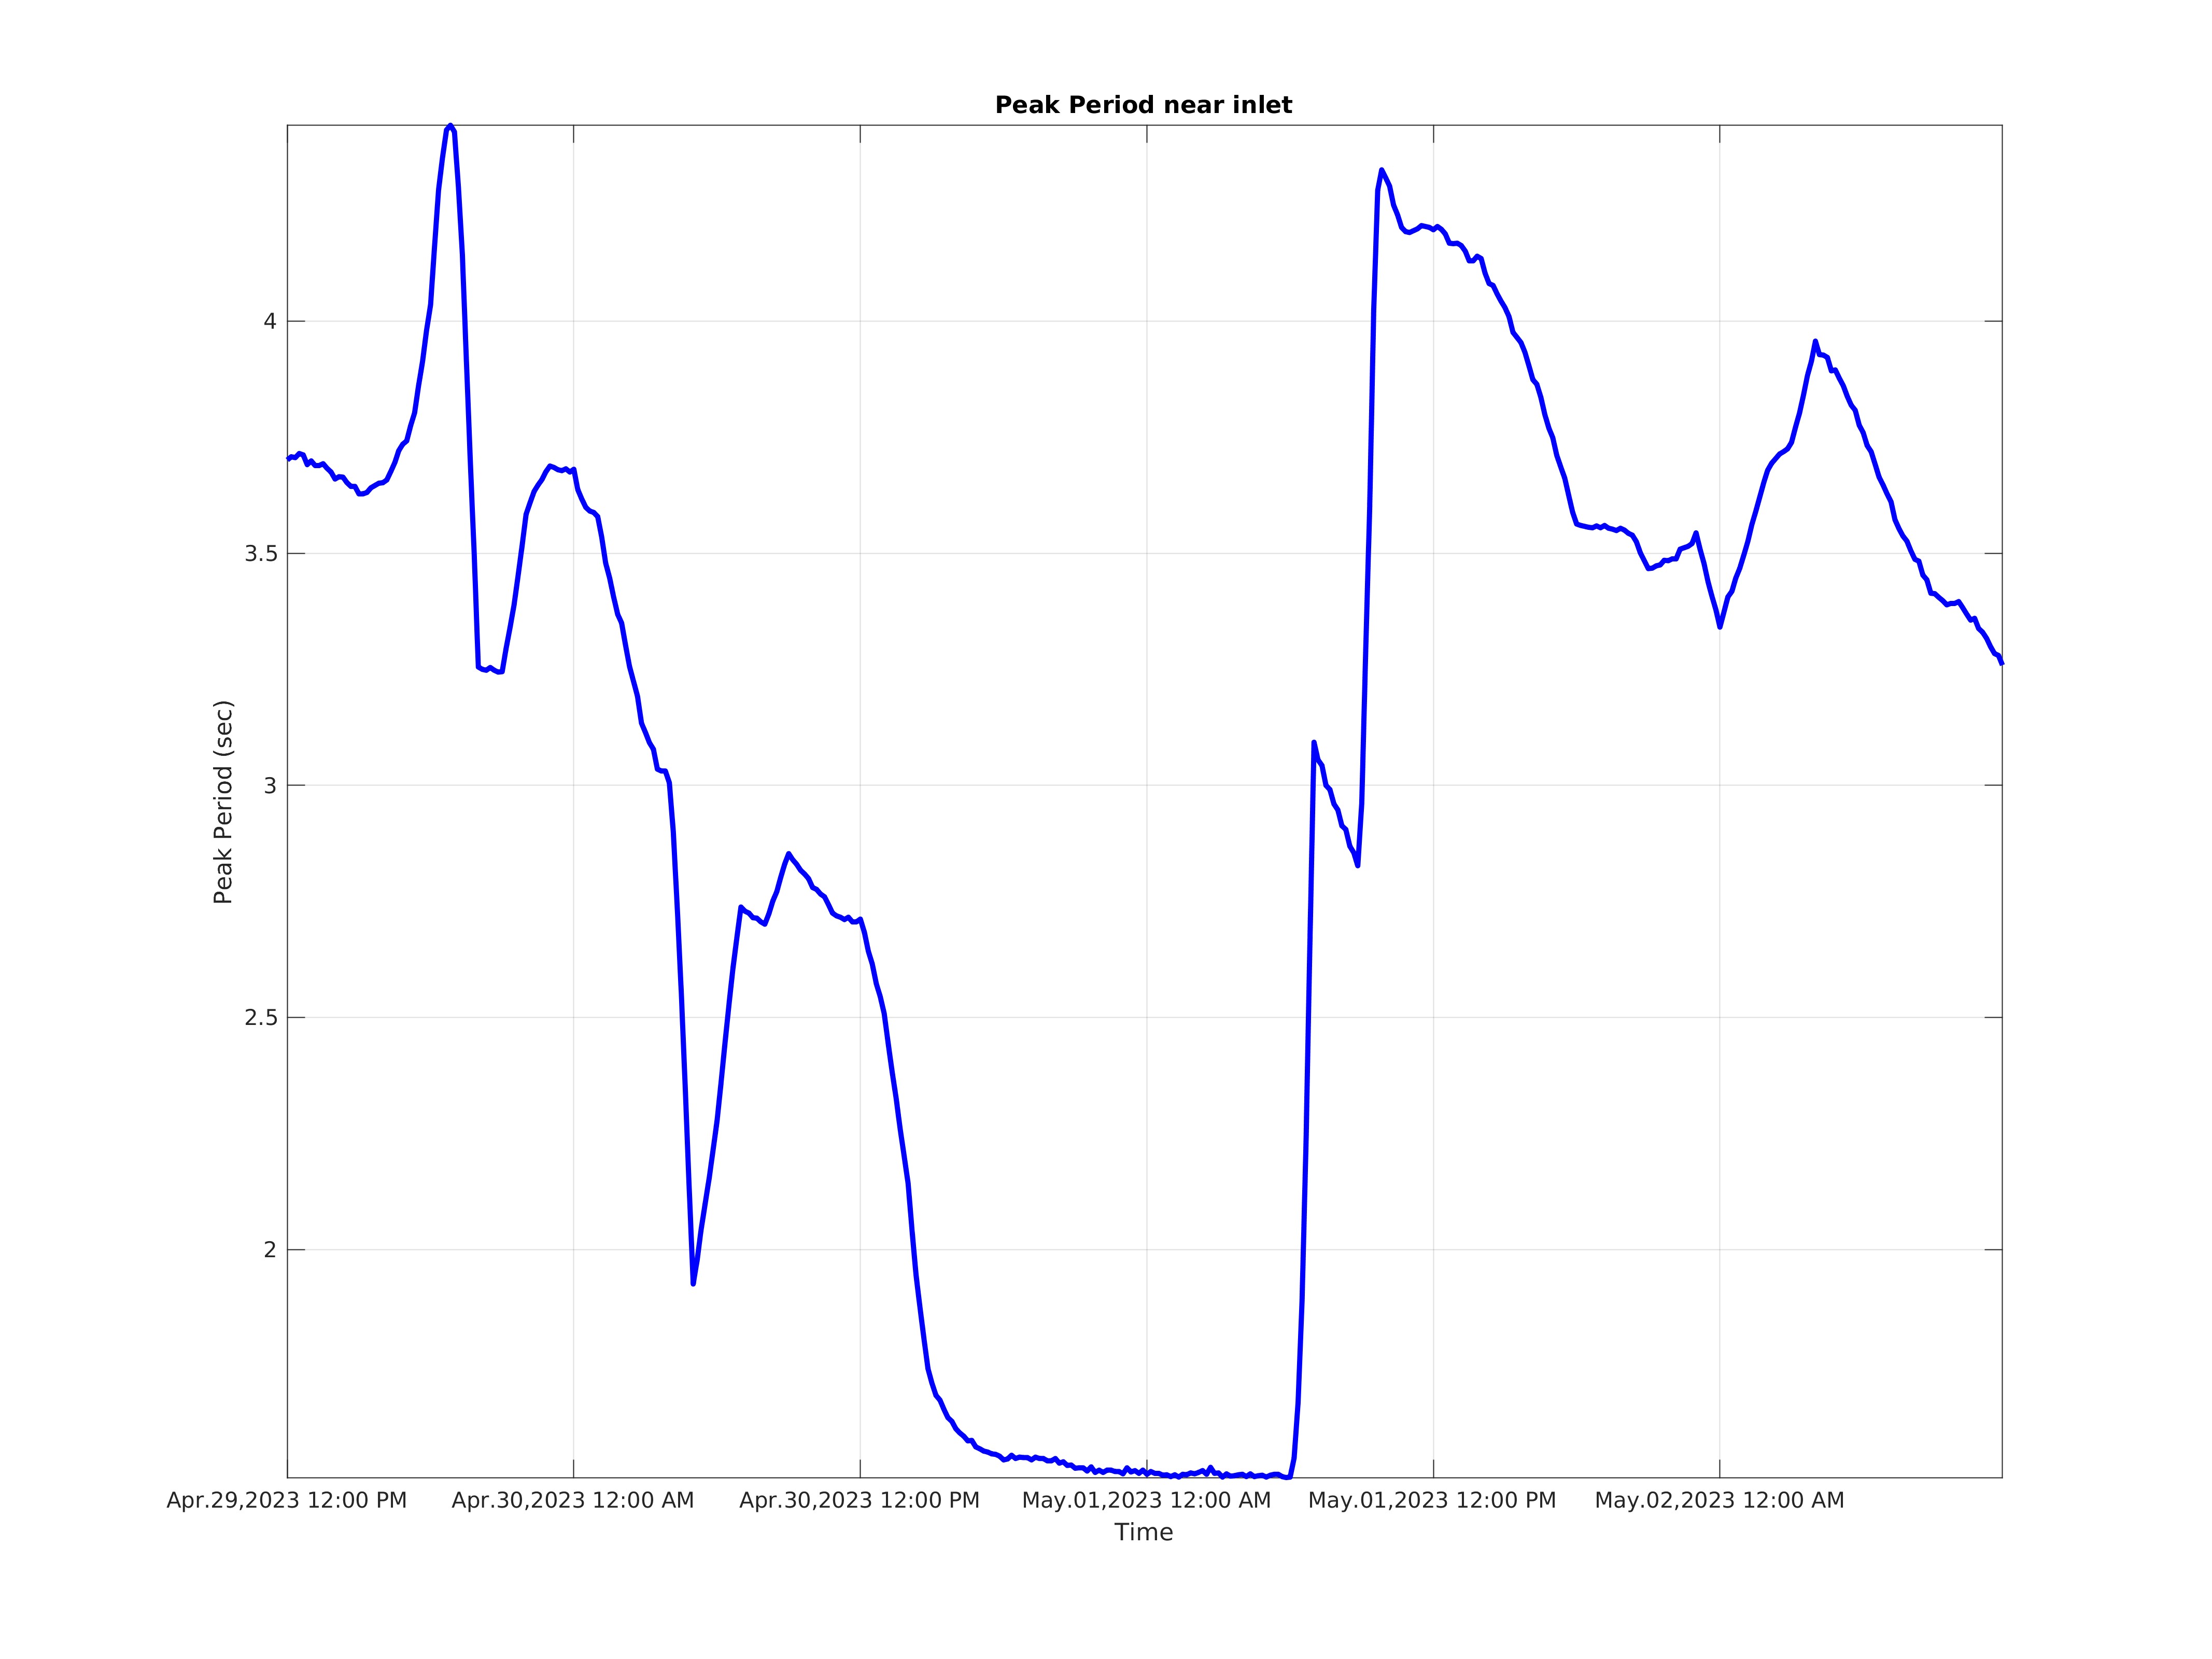 Peak Period near inlet
Peak Period (sec)
4
3.5
3
2.5
2
Apr.29,2023 12:00 PM Apr.30,2023 12:00 AM Apr.30,2023 12:00 PM May.01,2023 12:00 AM May.01,2023 12:00 PM May.02,2023 12:00 AM
Time